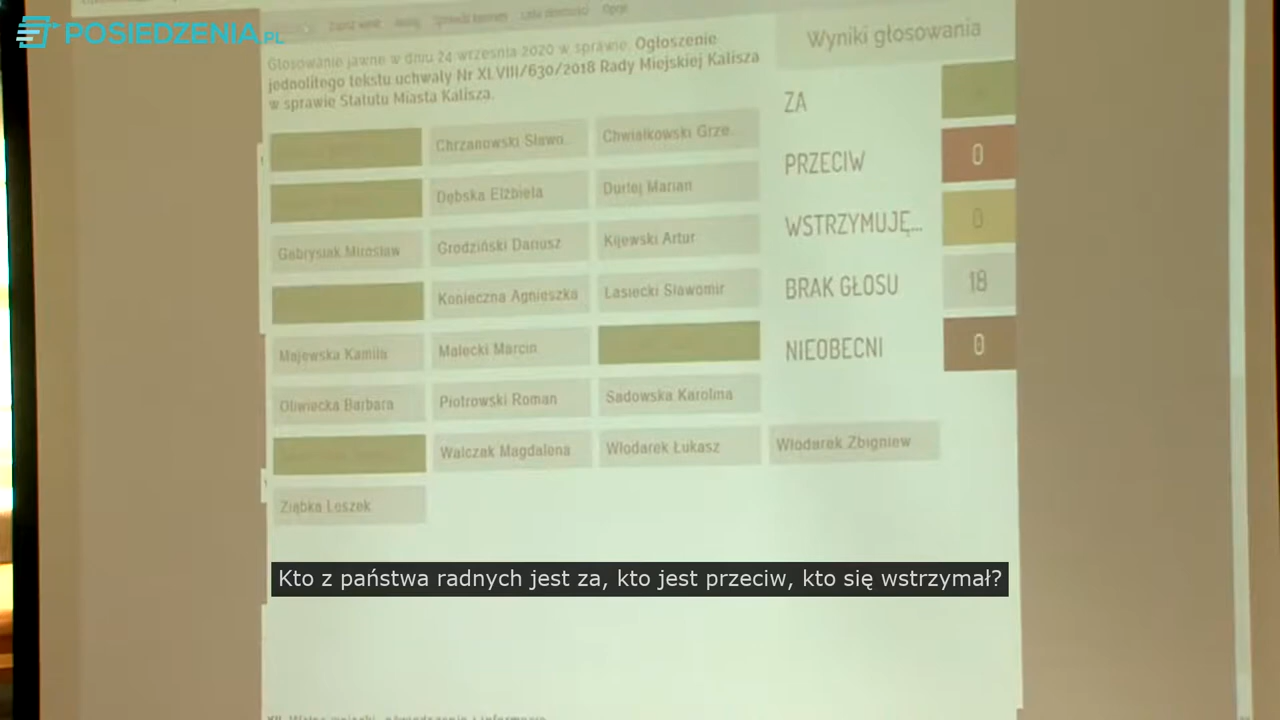 POSIEDZENIA.PL
Głosowanie jawne w dniu 24 września 2020 w sprawie: Ogłoszenie
jednolitego tekstu uchwały Nr XLVIII/630/2018 Rady Miejskiej Kalisza
w sprawie Statutu Miasta Kalisza.
Chrzanowski Sławo... Chwiałkowski Grze...
Dębska Elżbieta Durlej Marian
Gabrysiak Mirosław Grodziński Dariusz Kijewski Artur
Konieczna Agnieszka Lasiecki Sławomir
Majewska Kamila Małecki Marcin
Oliwiecka Barbara Piotrowski Roman Sadowska Karolina
Walczak Magdalena Włodarek Łukasz Włodarek Zbigniew
Ziąbka Leszek
Wyniki głosowania
ZA
PRZECIW 0
WSTRZYMUJĘ... 0
BRAK GŁOSU 18
NIEOBECNI 0
Kto z państwa radnych jest za, kto jest przeciw, kto się wstrzymał?